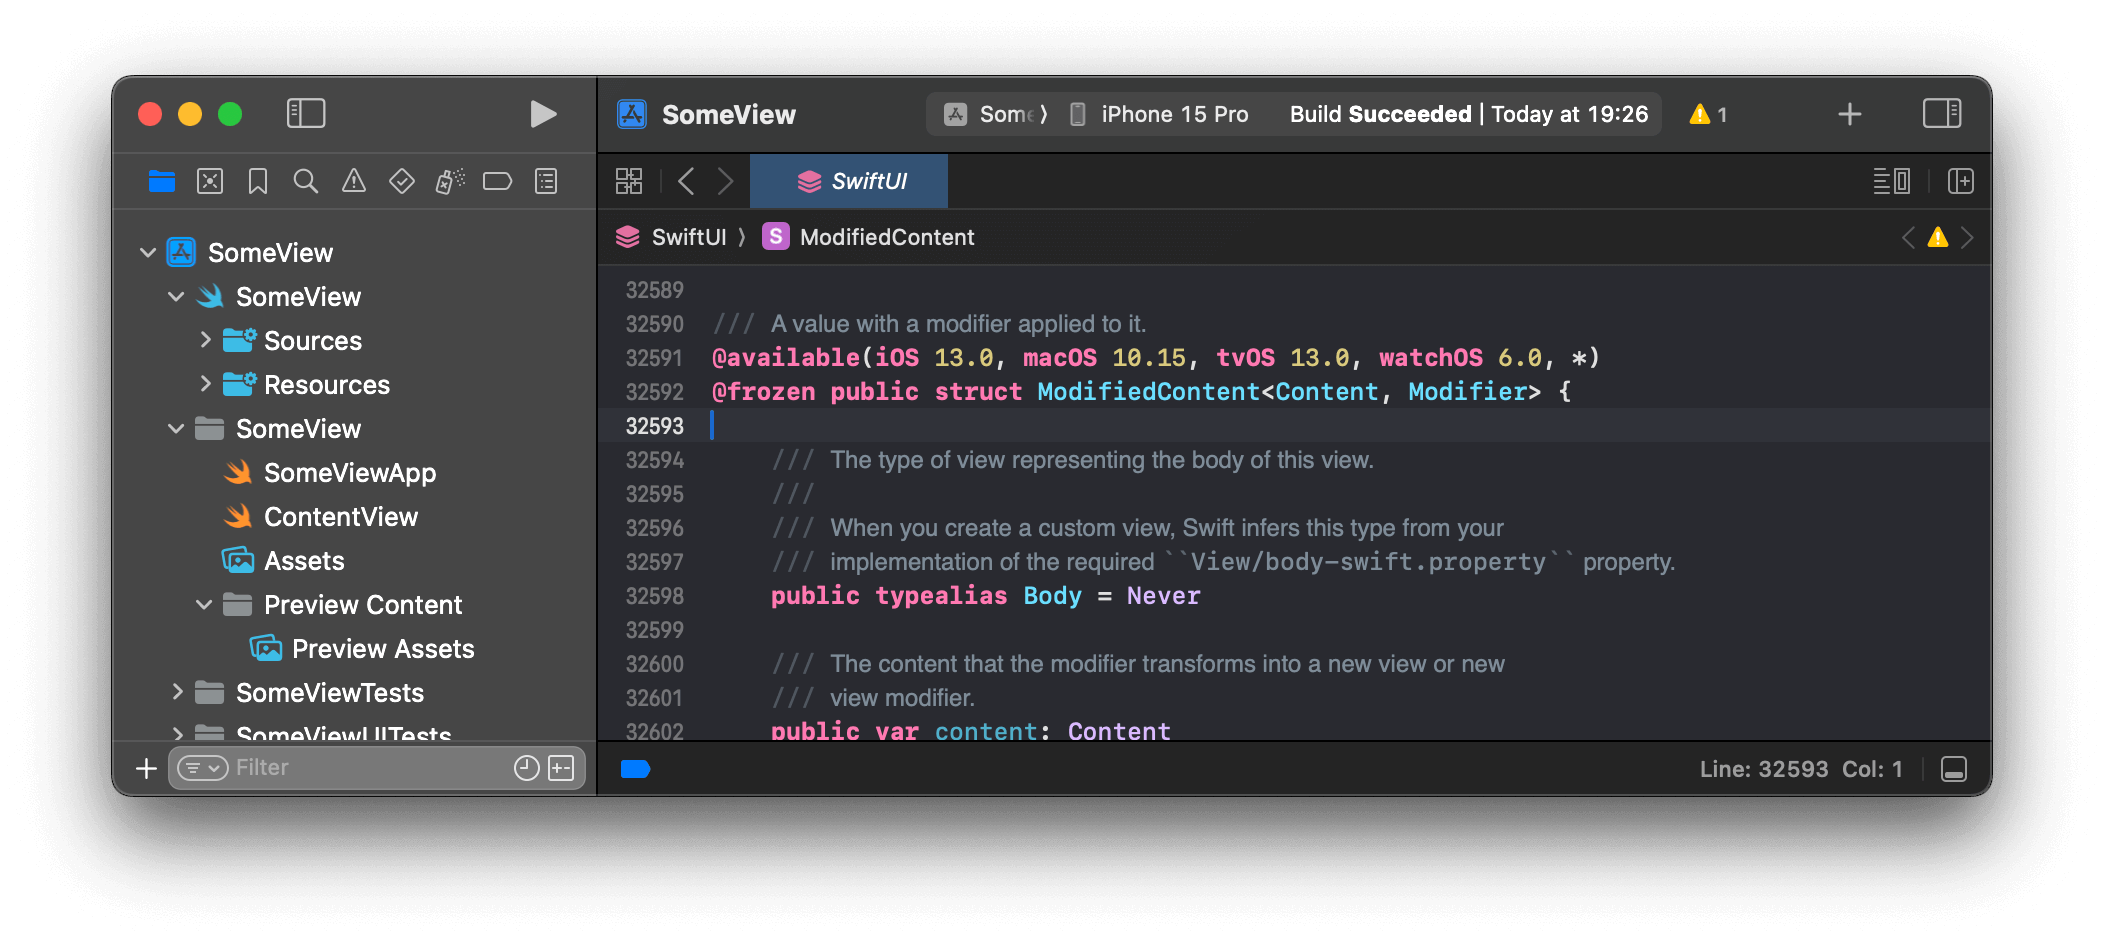 SomeView
Some
iPhone 15 Pro
Build Succeeded | Today at 19:26
1
SwiftUI
SwiftUI
S
ModifiedContent
SomeView
SomeView
Sources
Resources
SomeView
SomeViewApp
ContentView
Assets
Preview Content
Preview Assets
SomeViewTests
SomeViewUITests
Filter
32589
32590 /// A value with a modifier applied to it.
32591 @available(iOS 13.0, macOS 10.15, tvOS 13.0, watchOS 6.0, *)
32592 @frozen public struct ModifiedContent<Content, Modifier> {
32593
32594 /// The type of view representing the body of this view.
32595 ///
32596 /// When you create a custom view, Swift infers this type from your
32597 /// implementation of the required ``View/body-swift.property`` property.
32598 public typealias Body = Never
32599
32600 /// The content that the modifier transforms into a new view or new
32601 /// view modifier.
32602 public var content: Content
Line: 32593 Col: 1